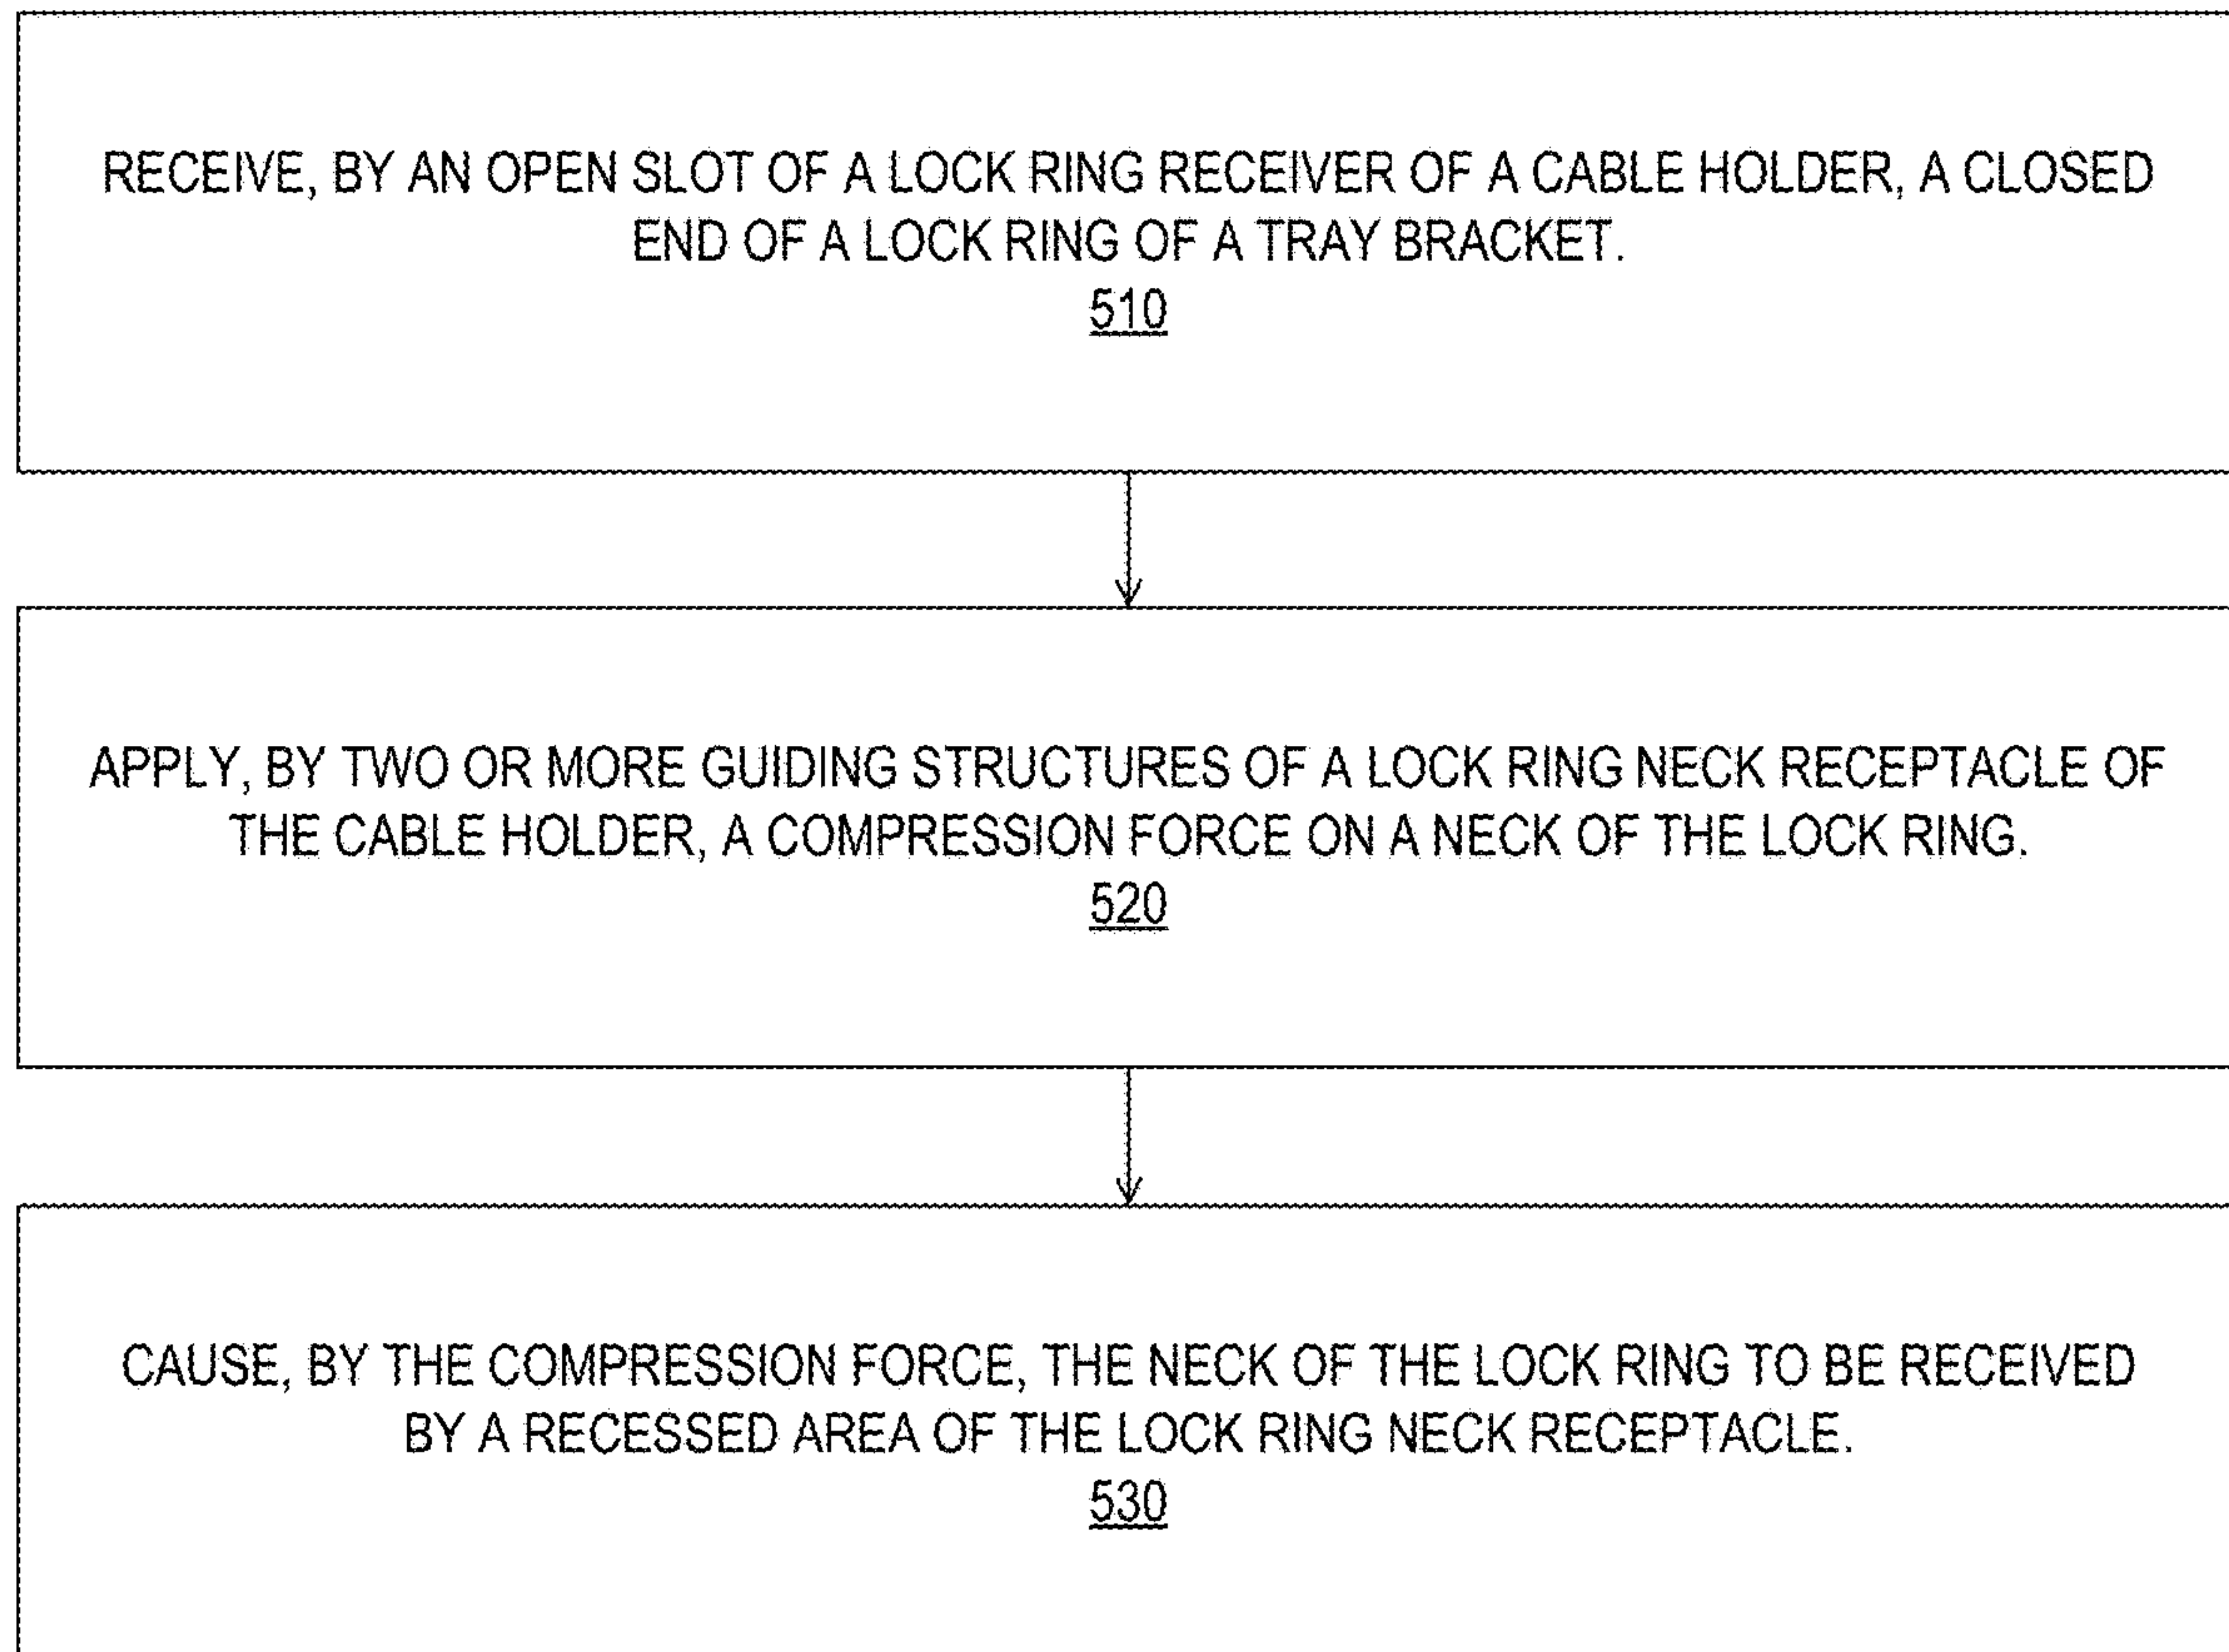 RECEIVE, BY AN OPEN SLOT OF A LOCK RING RECEIVER OF A CABLE HOLDER, A CLOSED
END OF A LOCK RING OF A TRAY BRACKET.
510
APPLY, BY TWO OR MORE GUIDING STRUCTURES OF A LOCK RING NECK RECEPTACLE OF
THE CABLE HOLDER, A COMPRESSION FORCE ON A NECK OF THE LOCK RING.
520
CAUSE, BY THE COMPRESSION FORCE, THE NECK OF THE LOCK RING TO BE RECEIVED
BY A RECESSED AREA OF THE LOCK RING NECK RECEPTACLE.
530